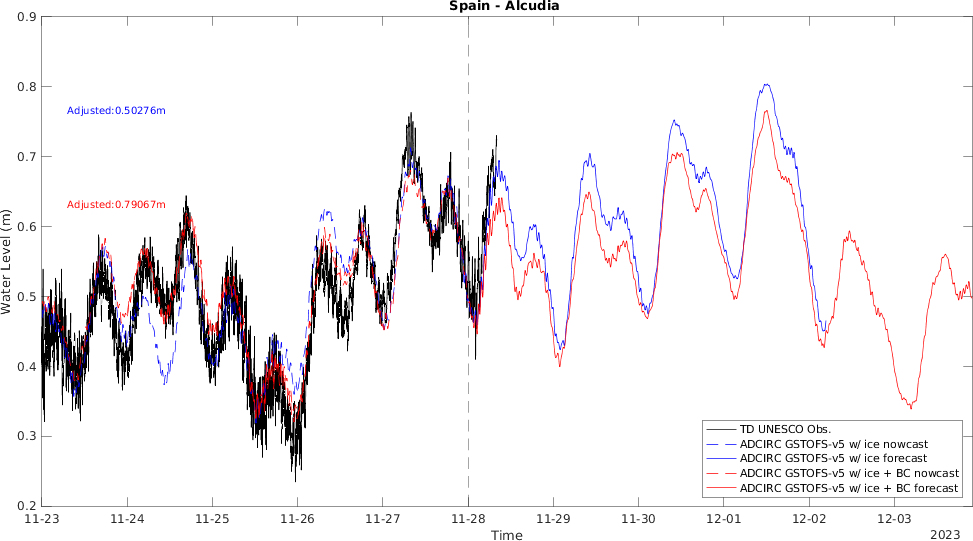 Spain - Alcudia
0.9
0.8
0.7
0.6
0.5
0.4
0.3
0.2
Water Level (m)
Adjusted:0.50276m
Adjusted:0.79067m
TD UNESCO Obs.
ADCIRC GSTOFS-v5 w/ ice nowcast
ADCIRC GSTOFS-v5 w/ ice forecast
ADCIRC GSTOFS-v5 w/ ice + BC nowcast
ADCIRC GSTOFS-v5 w/ ice + BC forecast
11-23 11-24 11-25 11-26 11-27 11-28 11-29 11-30 12-01 12-02 12-03
Time
2023